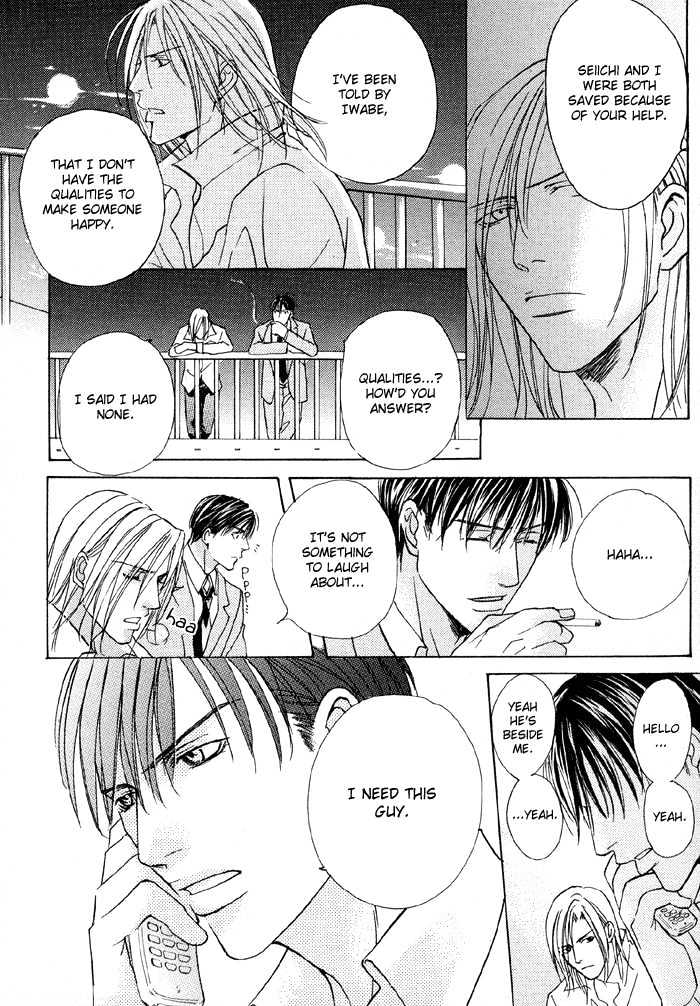 SEIICHI AND I
WERE BOTH
SAVED BECAUSE
OF YOUR HELP.
I'VE BEEN
TOLD BY
IWABE,
THAT I DON'T
HAVE THE
QUALITIES TO
MAKE SOMEONE
HAPPY.
QUALITIES...?
HOW'D YOU
ANSWER?
I SAID I HAD
NONE.
HAHA...
IT'S NOT
SOMETHING
TO LAUGH
ABOUT...
PPP...
haa
HELLO
...
YEAH.
YEAH
HE'S
BESIDE
ME.
...YEAH.
I NEED THIS
GUY.